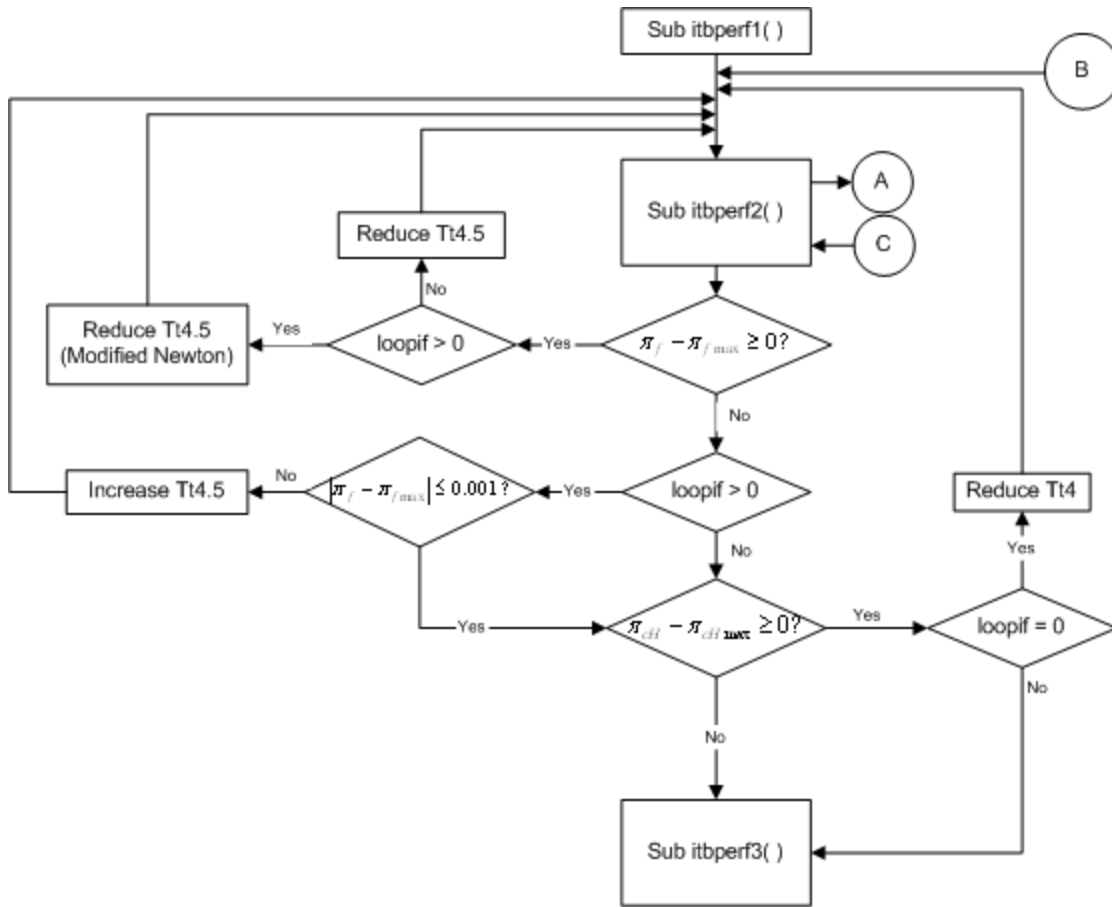 Sub itbperf1( )
B
A
Sub itbperf2( )
C
Reduce Tt4.5
No
Reduce Tt4.5
(Modified Newton)
Yes
loopif > 0
Yes
π_f − π_f max ≥ 0?
No
Increase Tt4.5
No
|π_f − π_f max| ≤ 0.001?
Yes
loopif > 0
Reduce Tt4
No
Yes
Yes
π_cH − π_cH max ≥ 0?
Yes
loopif = 0
No
No
Sub itbperf3( )